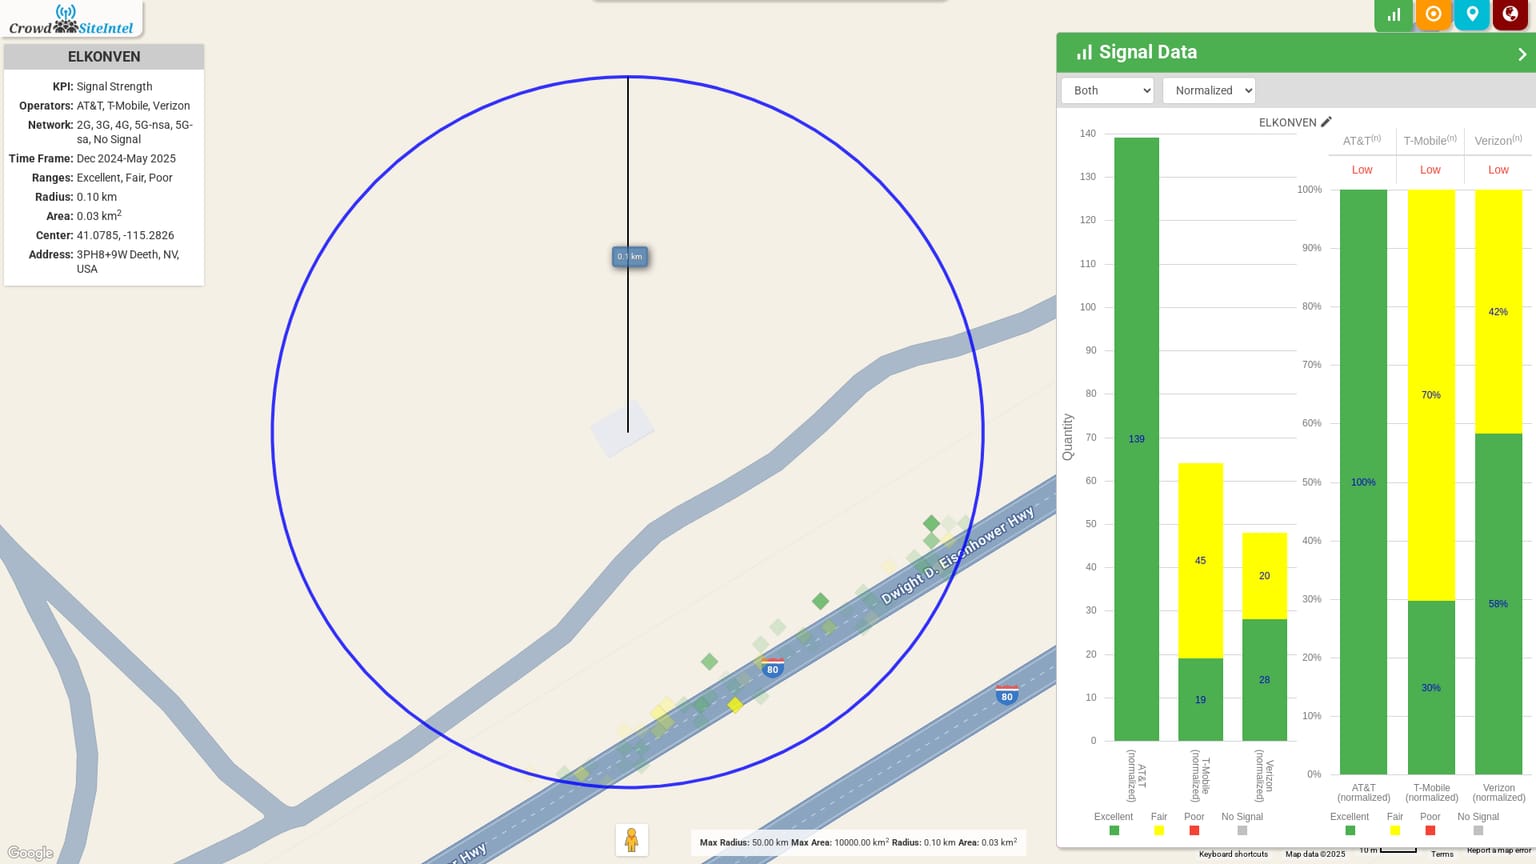 Crowd SiteIntel
ELKONVEN
KPI: Signal Strength
Operators: AT&T, T-Mobile, Verizon
Network: 2G, 3G, 4G, 5G-nsa, 5G-
sa, No Signal
Time Frame: Dec 2024-May 2025
Ranges: Excellent, Fair, Poor
Radius: 0.10 km
Area: 0.03 km²
Center: 41.0785, -115.2826
Address: 3PH8+9W Deeth, NV,
USA
0.1 km
Dwight D. Eisenhower Hwy
80
80
wer Hwy
Google
Max Radius: 50.00 km Max Area: 10000.00 km² Radius: 0.10 km Area: 0.03 km²
Signal Data
Both
Normalized
ELKONVEN
140
130
120
110
100
90
80
70
60
50
40
30
20
10
0
Quantity
139
45
19
20
28
AT&T
(normalized)
T-Mobile
(normalized)
Verizon
(normalized)
Excellent Fair Poor No Signal
AT&T(n) T-Mobile(n) Verizon(n)
Low Low Low
100%
90%
80%
70%
60%
50%
40%
30%
20%
10%
0%
100%
70%
30%
42%
58%
AT&T
(normalized)
T-Mobile
(normalized)
Verizon
(normalized)
Excellent Fair Poor No Signal
Keyboard shortcuts Map data ©2025 10 m Terms Report a map error